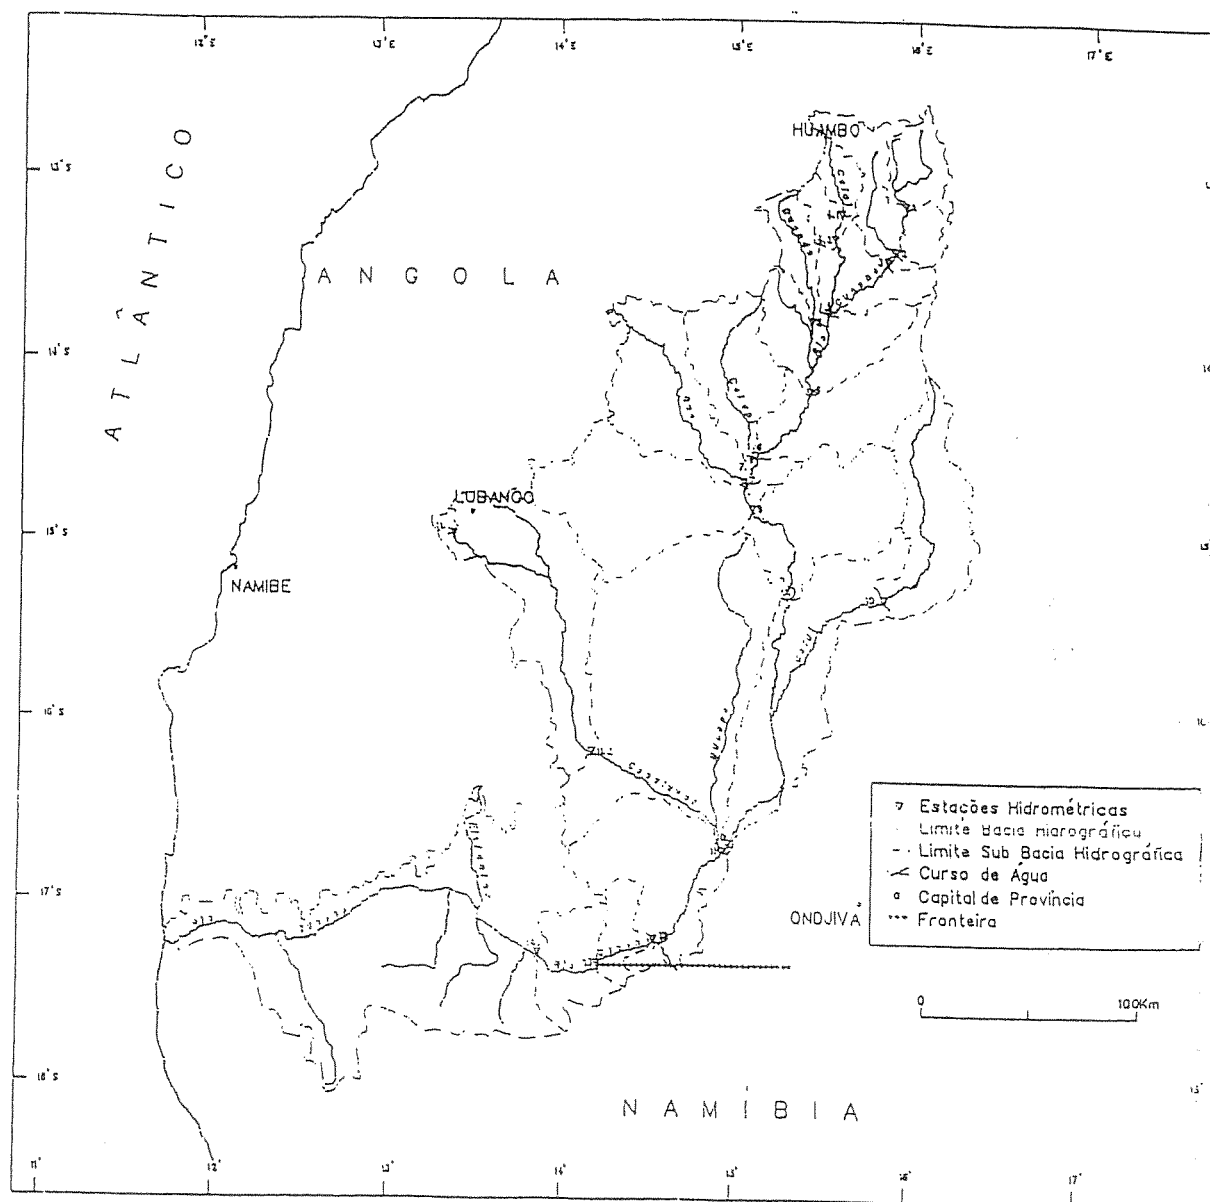 12°E
13°E
14°E
15°E
16°E
17°E
ATLÂNTICO
HUAMBO
13°S
ANGOLA
14°S
LUBANGO
15°S
NAMIBE
16°S
Estações Hidrométricas
Limite Bacia Hidrográfica
Limite Sub Bacia Hidrográfica
Curso de Água
Capital de Província
Fronteira
17°S
ONDJIVA
0
100Km
18°S
NAMÍBIA
11°
12°
13°
14°
15°
16°
17°